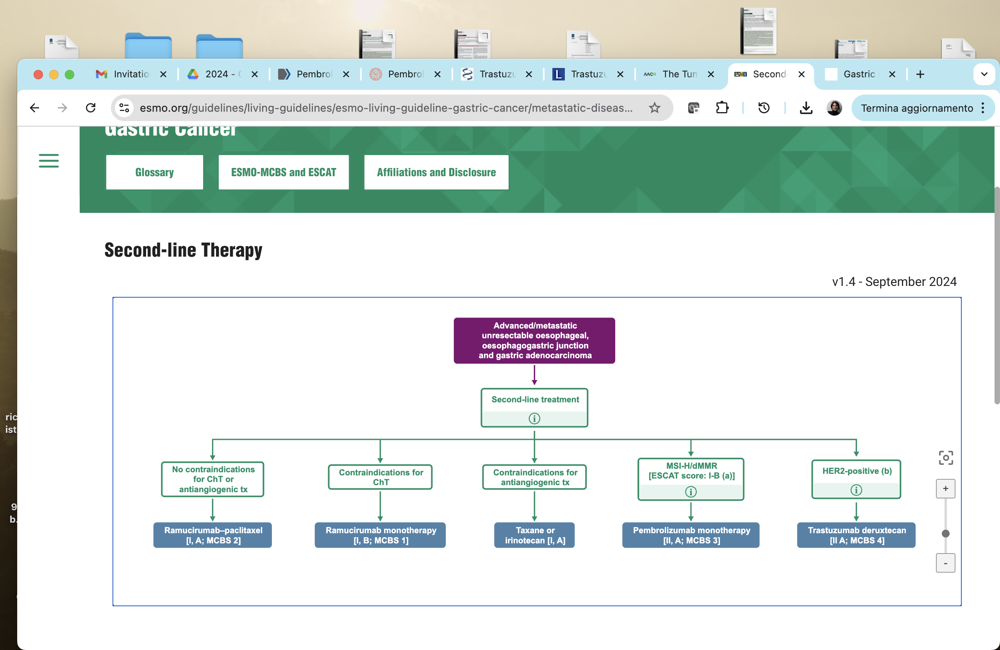 Invitatio
2024 - C
Pembrol
Pembrol
Trastuzu
L
Trastuzu
AACR
The Tum
ESMO
Second-
Gastric
esmo.org/guidelines/living-guidelines/esmo-living-guideline-gastric-cancer/metastatic-diseas...
Termina aggiornamento
Gastric Cancer
Glossary
ESMO-MCBS and ESCAT
Affiliations and Disclosure
Second-line Therapy
v1.4 - September 2024
Advanced/metastatic
unresectable oesophageal,
oesophagogastric junction
and gastric adenocarcinoma
Second-line treatment
i
No contraindications
for ChT or
antiangiogenic tx
Contraindications for
ChT
Contraindications for
antiangiogenic tx
MSI-H/dMMR
[ESCAT score: I-B (a)]
i
HER2-positive (b)
i
Ramucirumab–paclitaxel
[I, A; MCBS 2]
Ramucirumab monotherapy
[I, B; MCBS 1]
Taxane or
irinotecan [I, A]
Pembrolizumab monotherapy
[II, A; MCBS 3]
Trastuzumab deruxtecan
[II A; MCBS 4]
+
-
ric
ist
9
b.